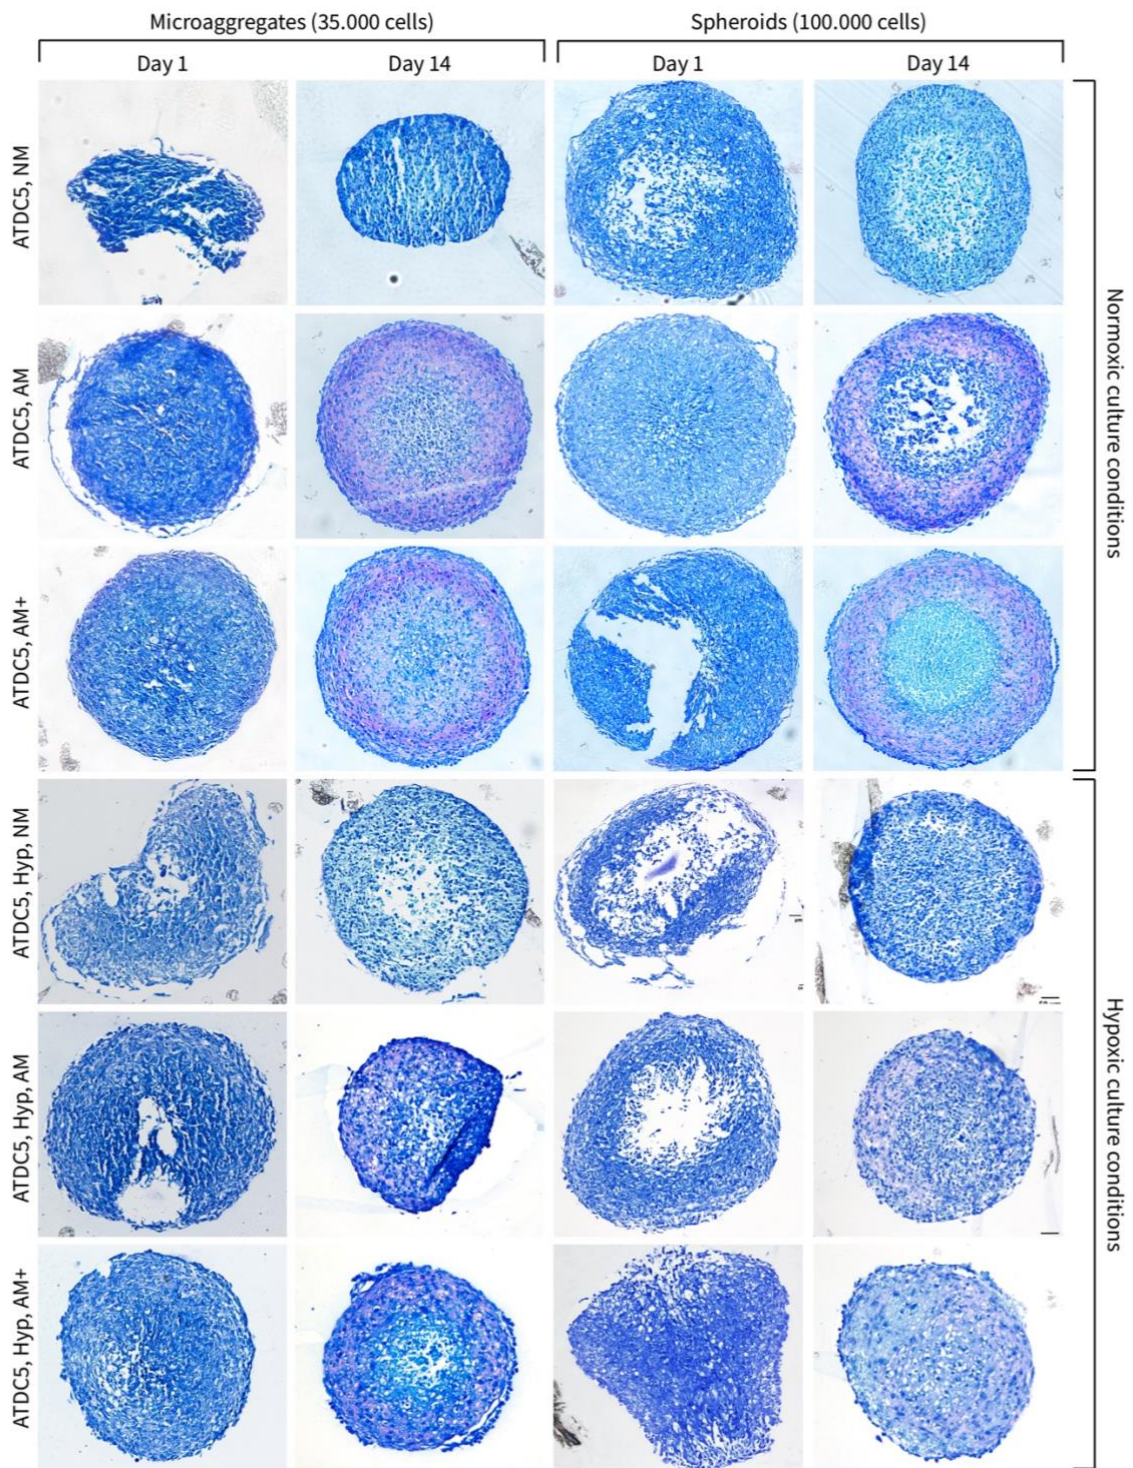 Microaggregates (35.000 cells)
Spheroids (100.000 cells)
Day 1
Day 14
Day 1
Day 14
ATDC5, NM
ATDC5, AM
ATDC5, AM+
Normoxic culture conditions
ATDC5, Hyp, NM
ATDC5, Hyp, AM
ATDC5, Hyp, AM+
Hypoxic culture conditions